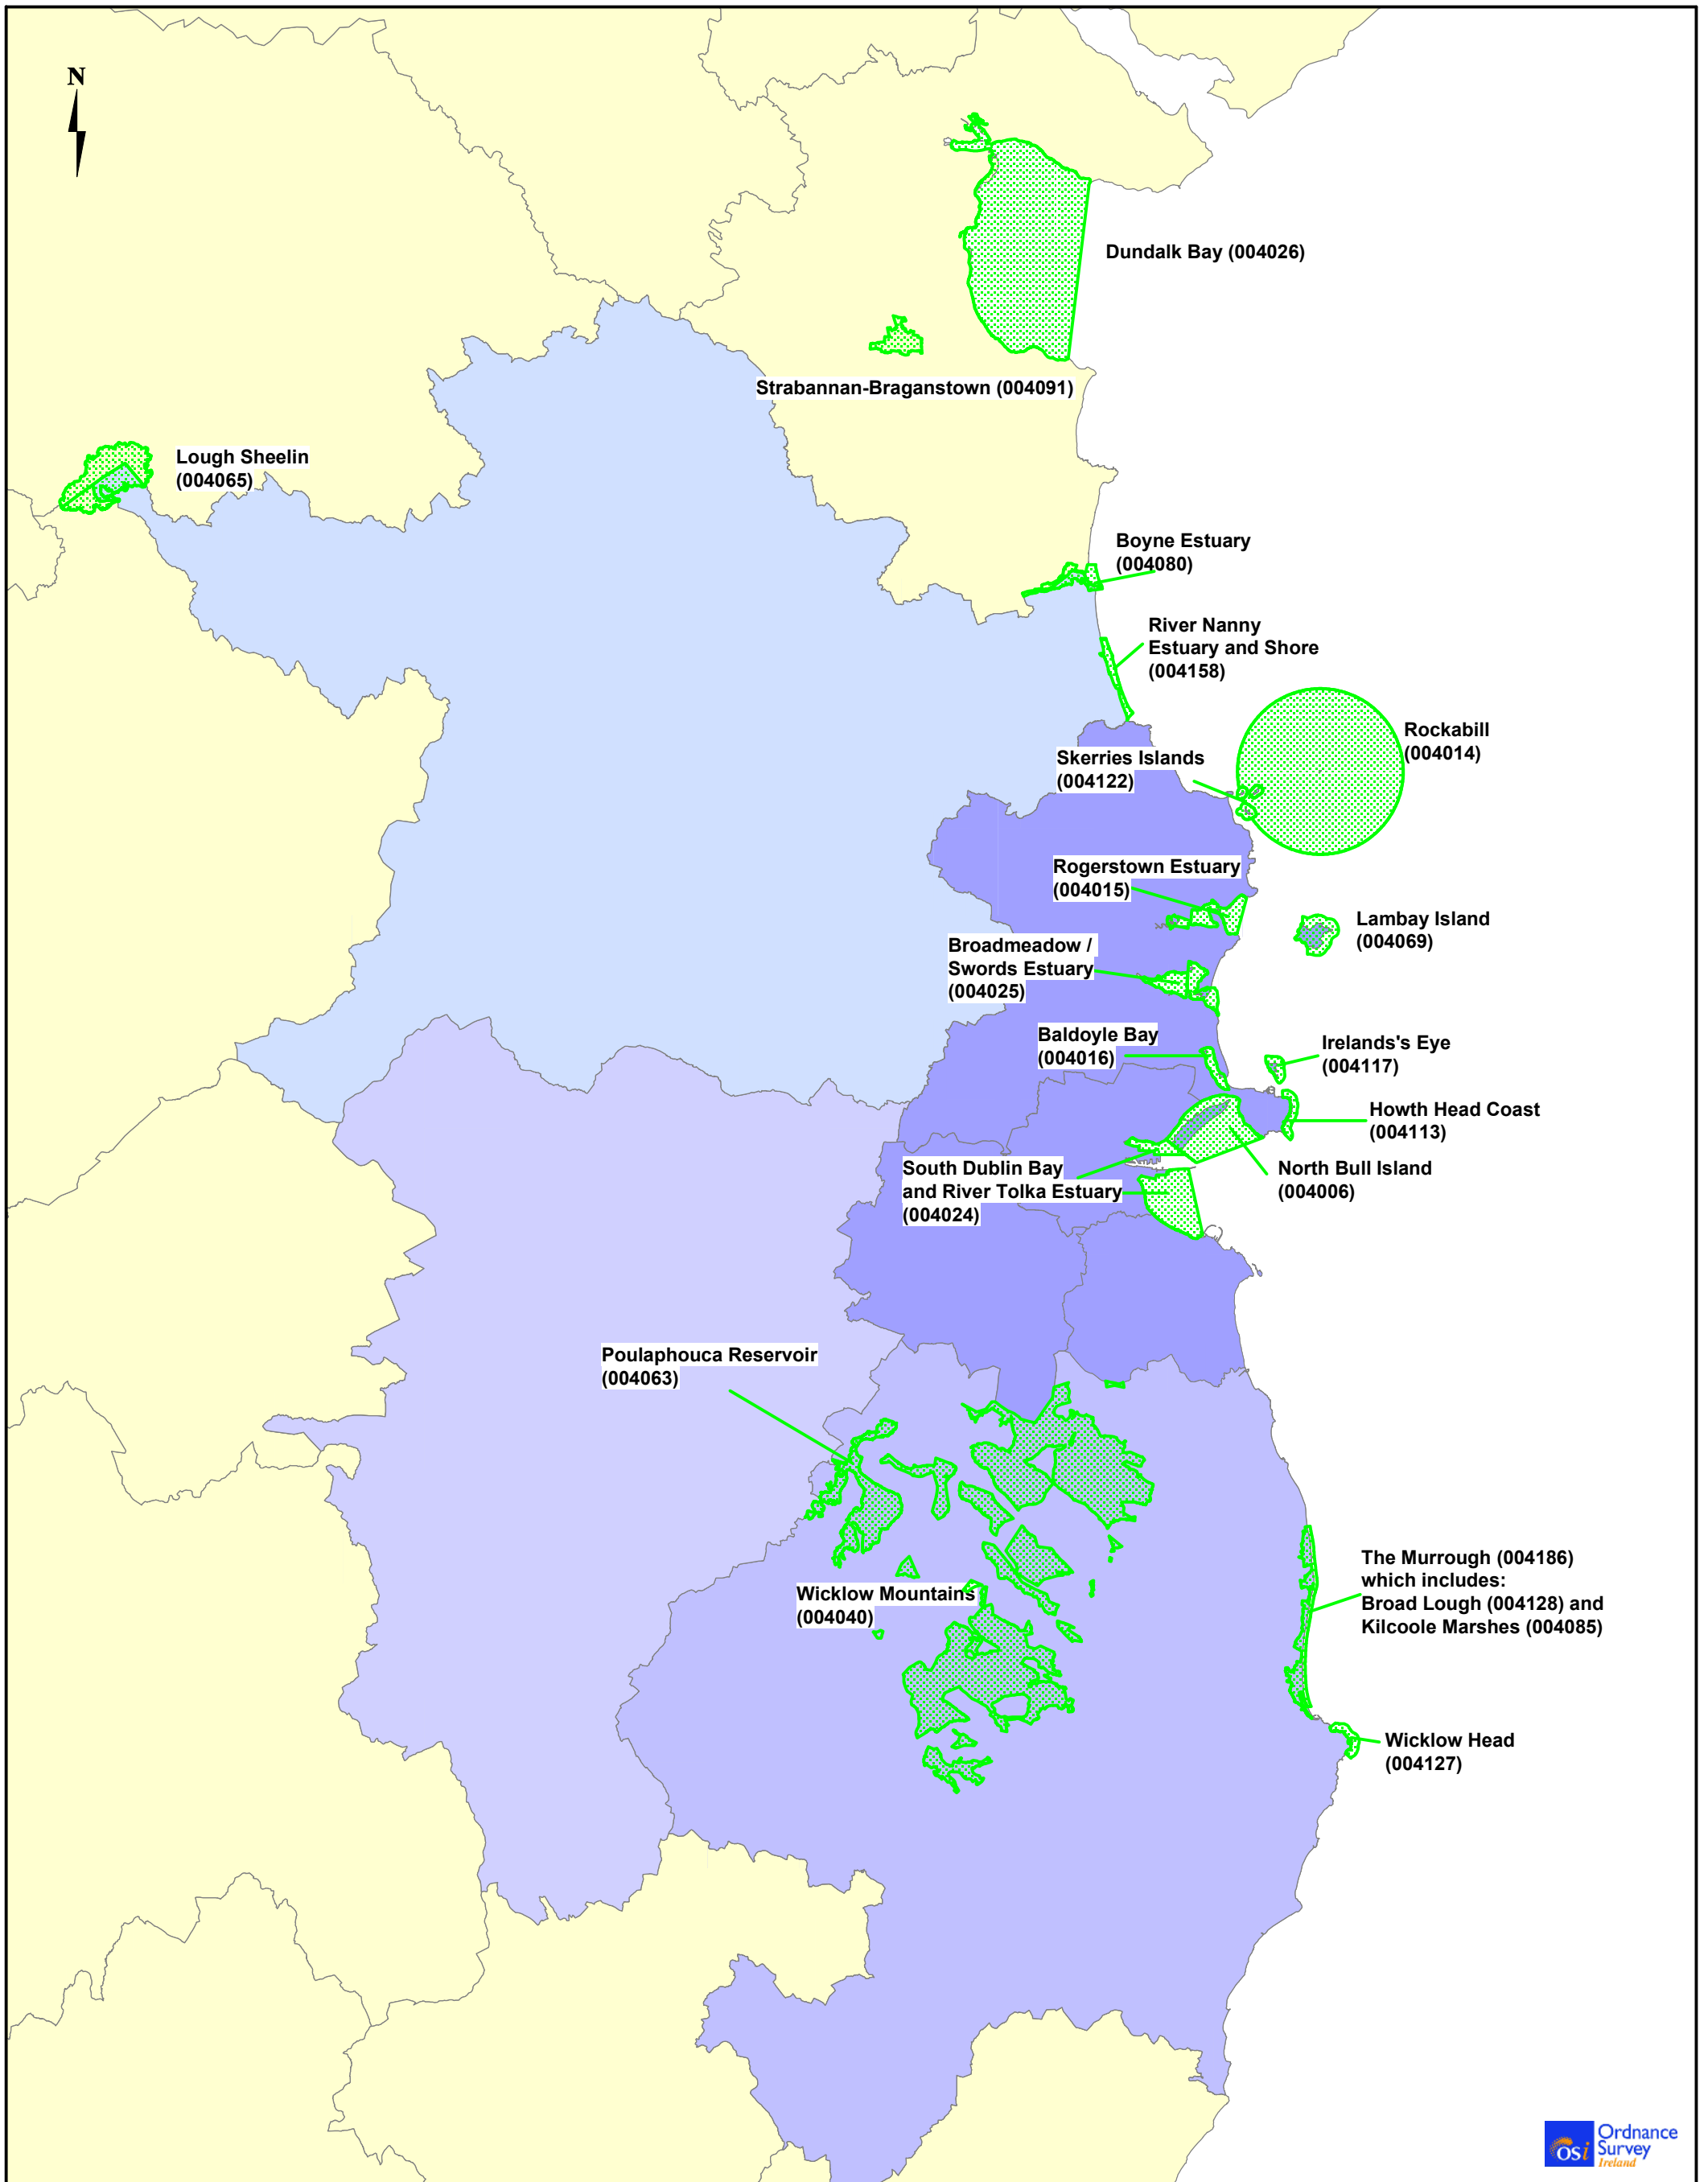 N
Dundalk Bay (004026)
Strabannan-Braganstown (004091)
Lough Sheelin
(004065)
Boyne Estuary
(004080)
River Nanny
Estuary and Shore
(004158)
Rockabill
(004014)
Skerries Islands
(004122)
Rogerstown Estuary
(004015)
Lambay Island
(004069)
Broadmeadow /
Swords Estuary
(004025)
Baldoyle Bay
(004016)
Irelands's Eye
(004117)
Howth Head Coast
(004113)
South Dublin Bay
and River Tolka Estuary
(004024)
North Bull Island
(004006)
Poulaphouca Reservoir
(004063)
The Murrough (004186)
which includes:
Broad Lough (004128) and
Kilcoole Marshes (004085)
Wicklow Mountains
(004040)
Wicklow Head
(004127)
osi
Ordnance
Survey
Ireland